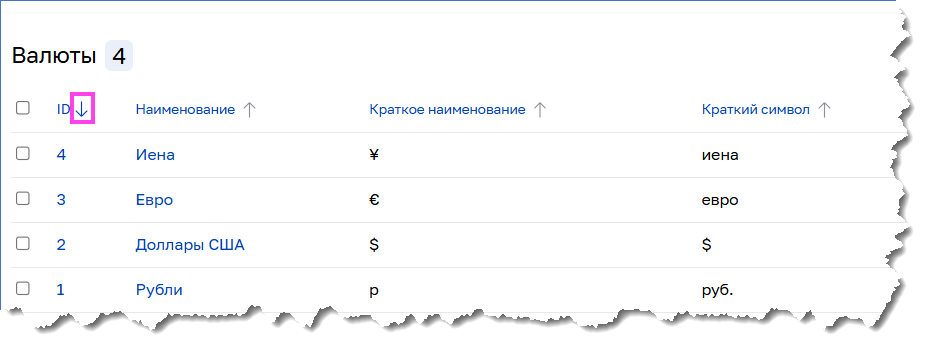 Валюты 4
ID ↓ Наименование ↑ Краткое наименование ↑ Краткий символ ↑
4 Иена ¥ иена
3 Евро € евро
2 Доллары США $ $
1 Рубли р руб.